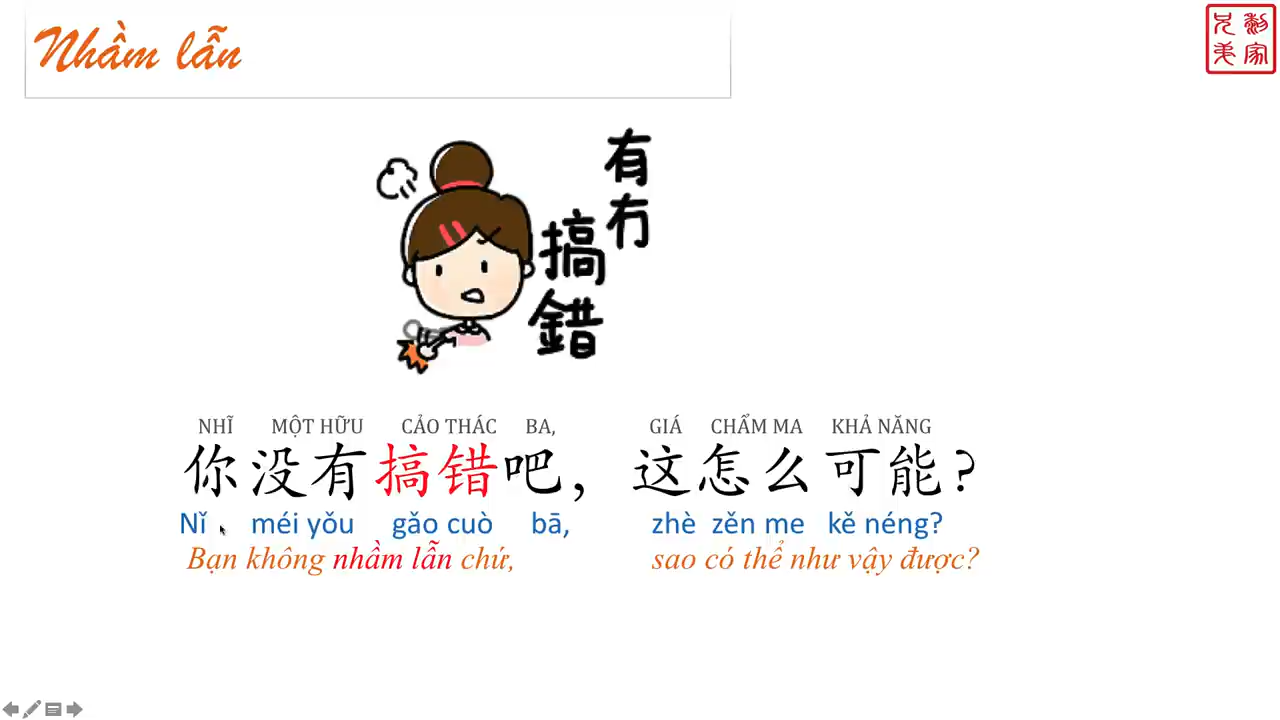 Nhầm lẫn
有冇
搞錯
NHĨ MỘT HỮU CẢO THÁC BA, GIÁ CHẨM MA KHẢ NĂNG
你没有搞错吧，这怎么可能？
Nǐ méi yǒu gǎo cuò bā, zhè zěn me kě néng?
Bạn không nhầm lẫn chứ, sao có thể như vậy được?